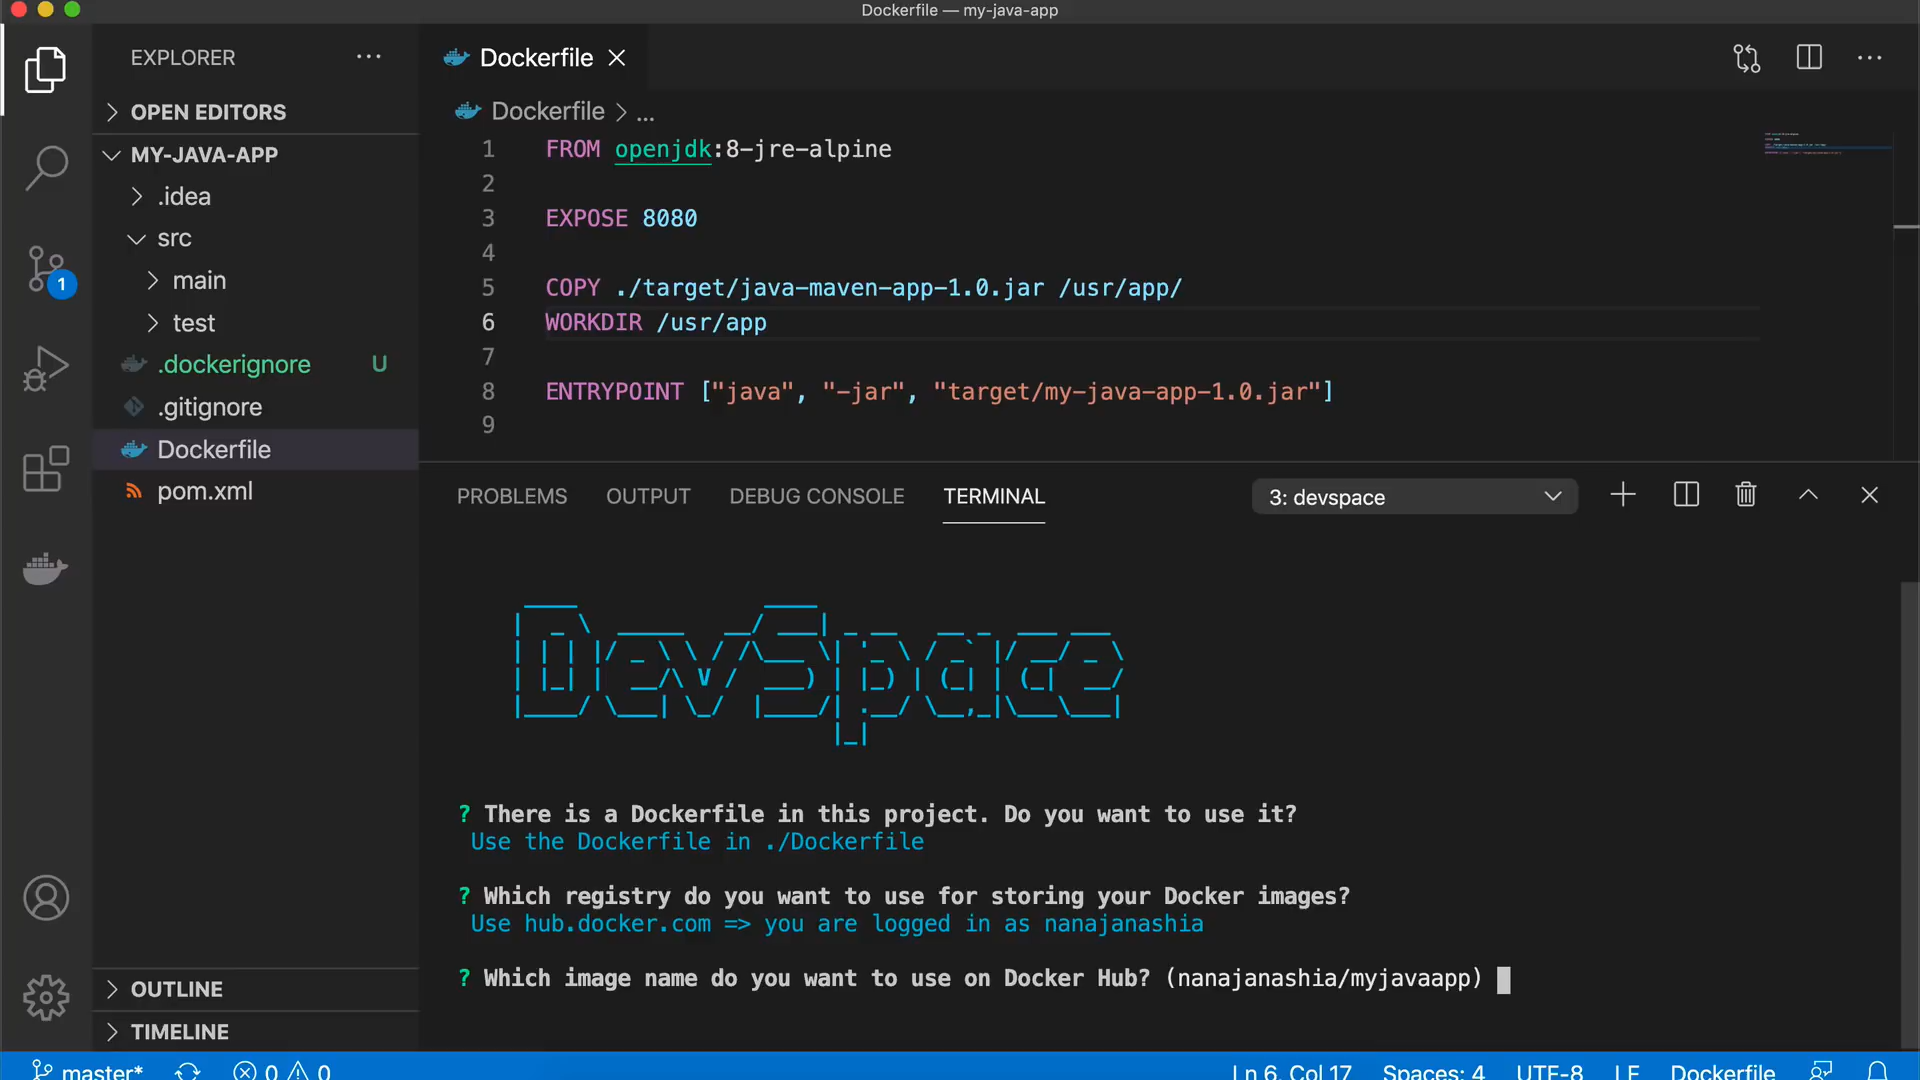 Dockerfile — my-java-app
EXPLORER
OPEN EDITORS
MY-JAVA-APP
.idea
src
main
test
.dockerignore U
.gitignore
Dockerfile
pom.xml
OUTLINE
TIMELINE
1
Dockerfile
Dockerfile > ...
1 FROM openjdk:8-jre-alpine
2
3 EXPOSE 8080
4
5 COPY ./target/java-maven-app-1.0.jar /usr/app/
6 WORKDIR /usr/app
7
8 ENTRYPOINT ["java", "-jar", "target/my-java-app-1.0.jar"]
9
PROBLEMS OUTPUT DEBUG CONSOLE TERMINAL 3: devspace
DevSpace
? There is a Dockerfile in this project. Do you want to use it?
Use the Dockerfile in ./Dockerfile
? Which registry do you want to use for storing your Docker images?
Use hub.docker.com => you are logged in as nanajanashia
? Which image name do you want to use on Docker Hub? (nanajanashia/myjavaapp)
master* 0 0 Ln 6, Col 17 Spaces: 4 UTF-8 LF Dockerfile